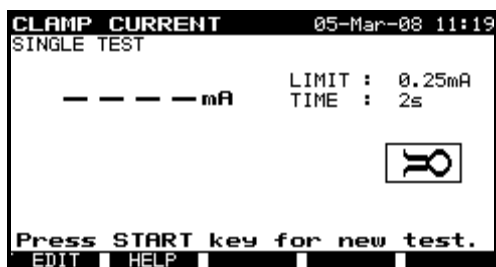 CLAMP CURRENT 05-Mar-08 11:19
SINGLE TEST
LIMIT : 0.25mA
----mA TIME : 2s
Press START key for new test.
EDIT HELP